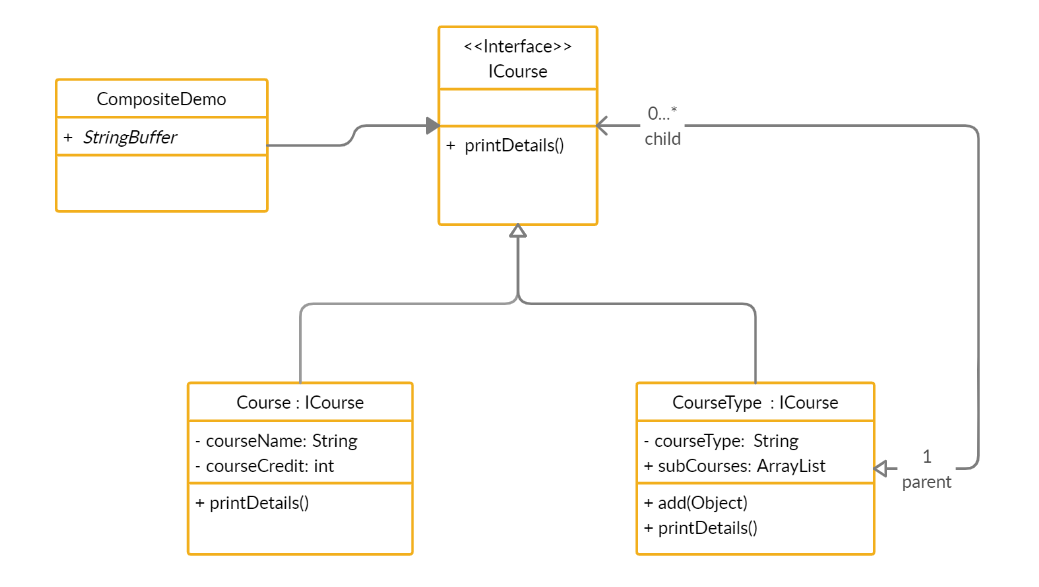 <<Interface>>
ICourse
+ printDetails()
CompositeDemo
+ StringBuffer
0...*
child
Course : ICourse
- courseName: String
- courseCredit: int
+ printDetails()
CourseType : ICourse
- courseType: String
+ subCourses: ArrayList
+ add(Object)
+ printDetails()
1
parent